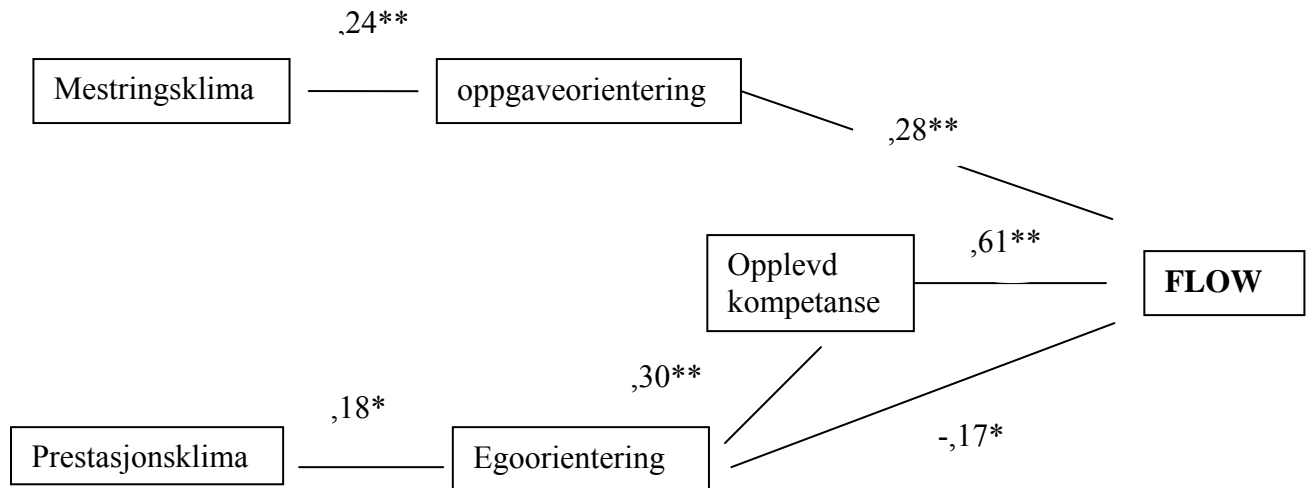 ,24**
Mestringsklima
oppgaveorientering
,28**
Opplevd
kompetanse
,61**
FLOW
,30**
,18*
-,17*
Prestasjonsklima
Egoorientering